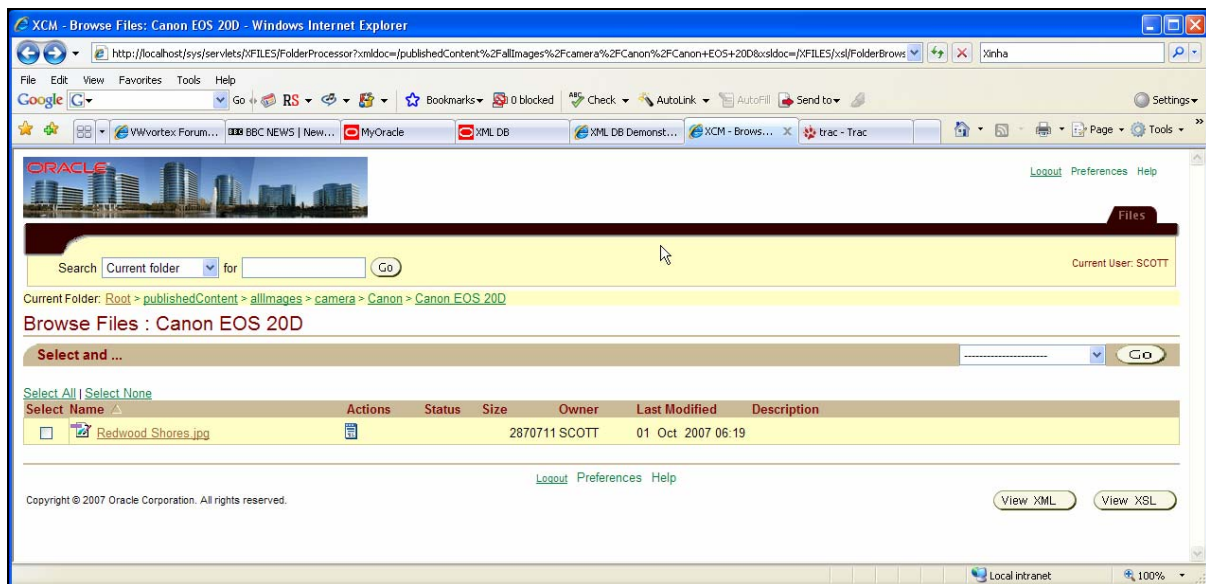 XCM - Browse Files: Canon EOS 20D - Windows Internet Explorer
http://localhost/sys/servlets/XFILES/FolderProcessor?xmldoc=/publishedContent%2FallImages%2Fcamera%2FCanon%2FCanon+EOS+20D&xsldoc=/XFILES/xsl/FolderBrows
Xinha
File Edit View Favorites Tools Help
Google G Go RS Bookmarks 0 blocked ABC Check AutoLink AutoFill Send to Settings
VWvortex Forum... BBC NEWS | New... MyOracle XML DB XML DB Demonst... XCM - Brows... X trac - Trac Page Tools »
ORACLE
Logout Preferences Help
Files
Search Current folder for Go
Current User: SCOTT
Current Folder: Root > publishedContent > allImages > camera > Canon > Canon EOS 20D
Browse Files : Canon EOS 20D
Select and ... ---------------------- Go
Select All | Select None
Select Name Actions Status Size Owner Last Modified Description
Redwood Shores.jpg 2870711 SCOTT 01 Oct 2007 06:19
Logout Preferences Help
Copyright © 2007 Oracle Corporation. All rights reserved.
View XML View XSL
Local intranet 100%